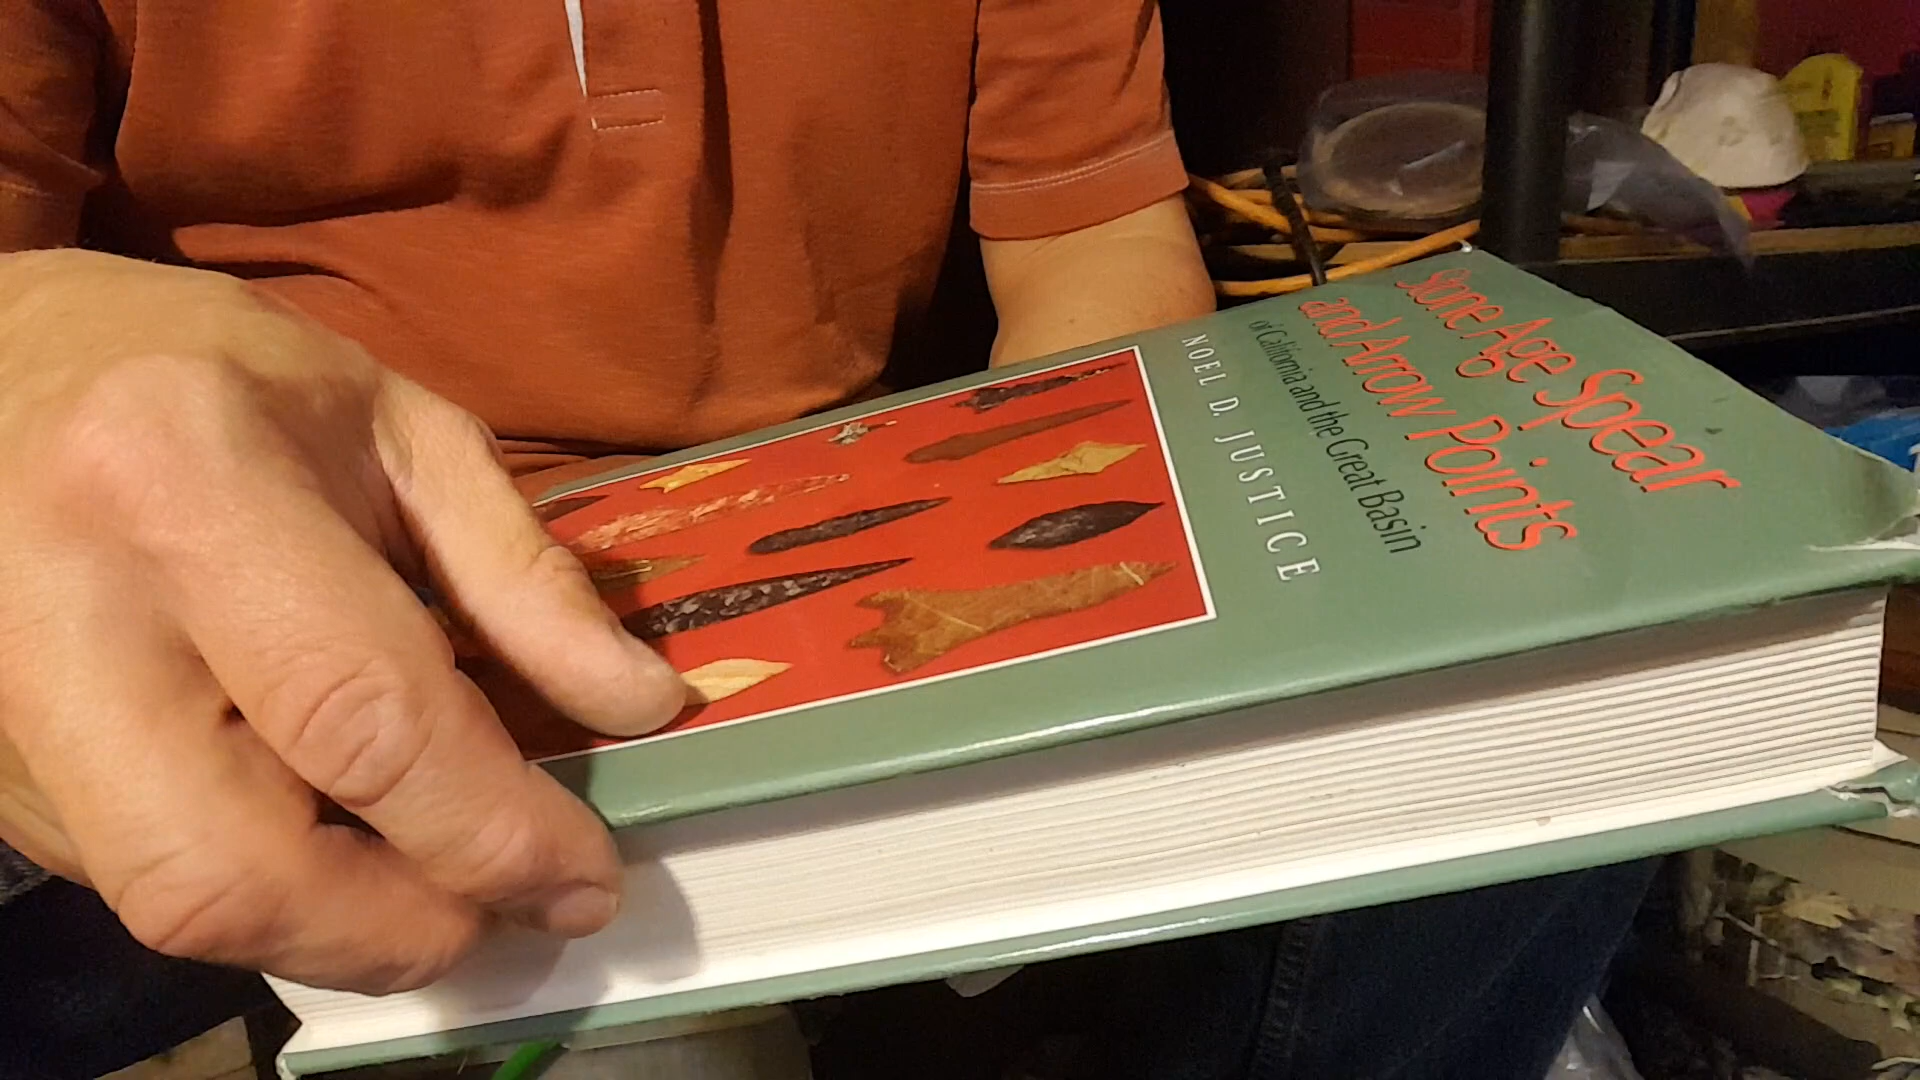 Stone Age Spear
and Arrow Points
of California and the Great Basin
NOEL D. JUSTICE